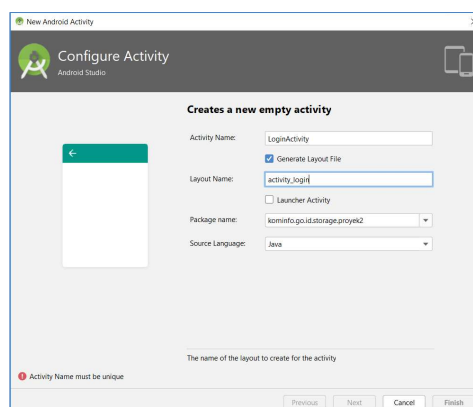 New Android Activity
Configure Activity
Android Studio
Creates a new empty activity
Activity Name:
LoginActivity
Generate Layout File
Layout Name:
activity_login
Launcher Activity
Package name:
kominfo.go.id.storage.proyek2
Source Language:
Java
The name of the layout to create for the activity
Activity Name must be unique
Previous
Next
Cancel
Finish